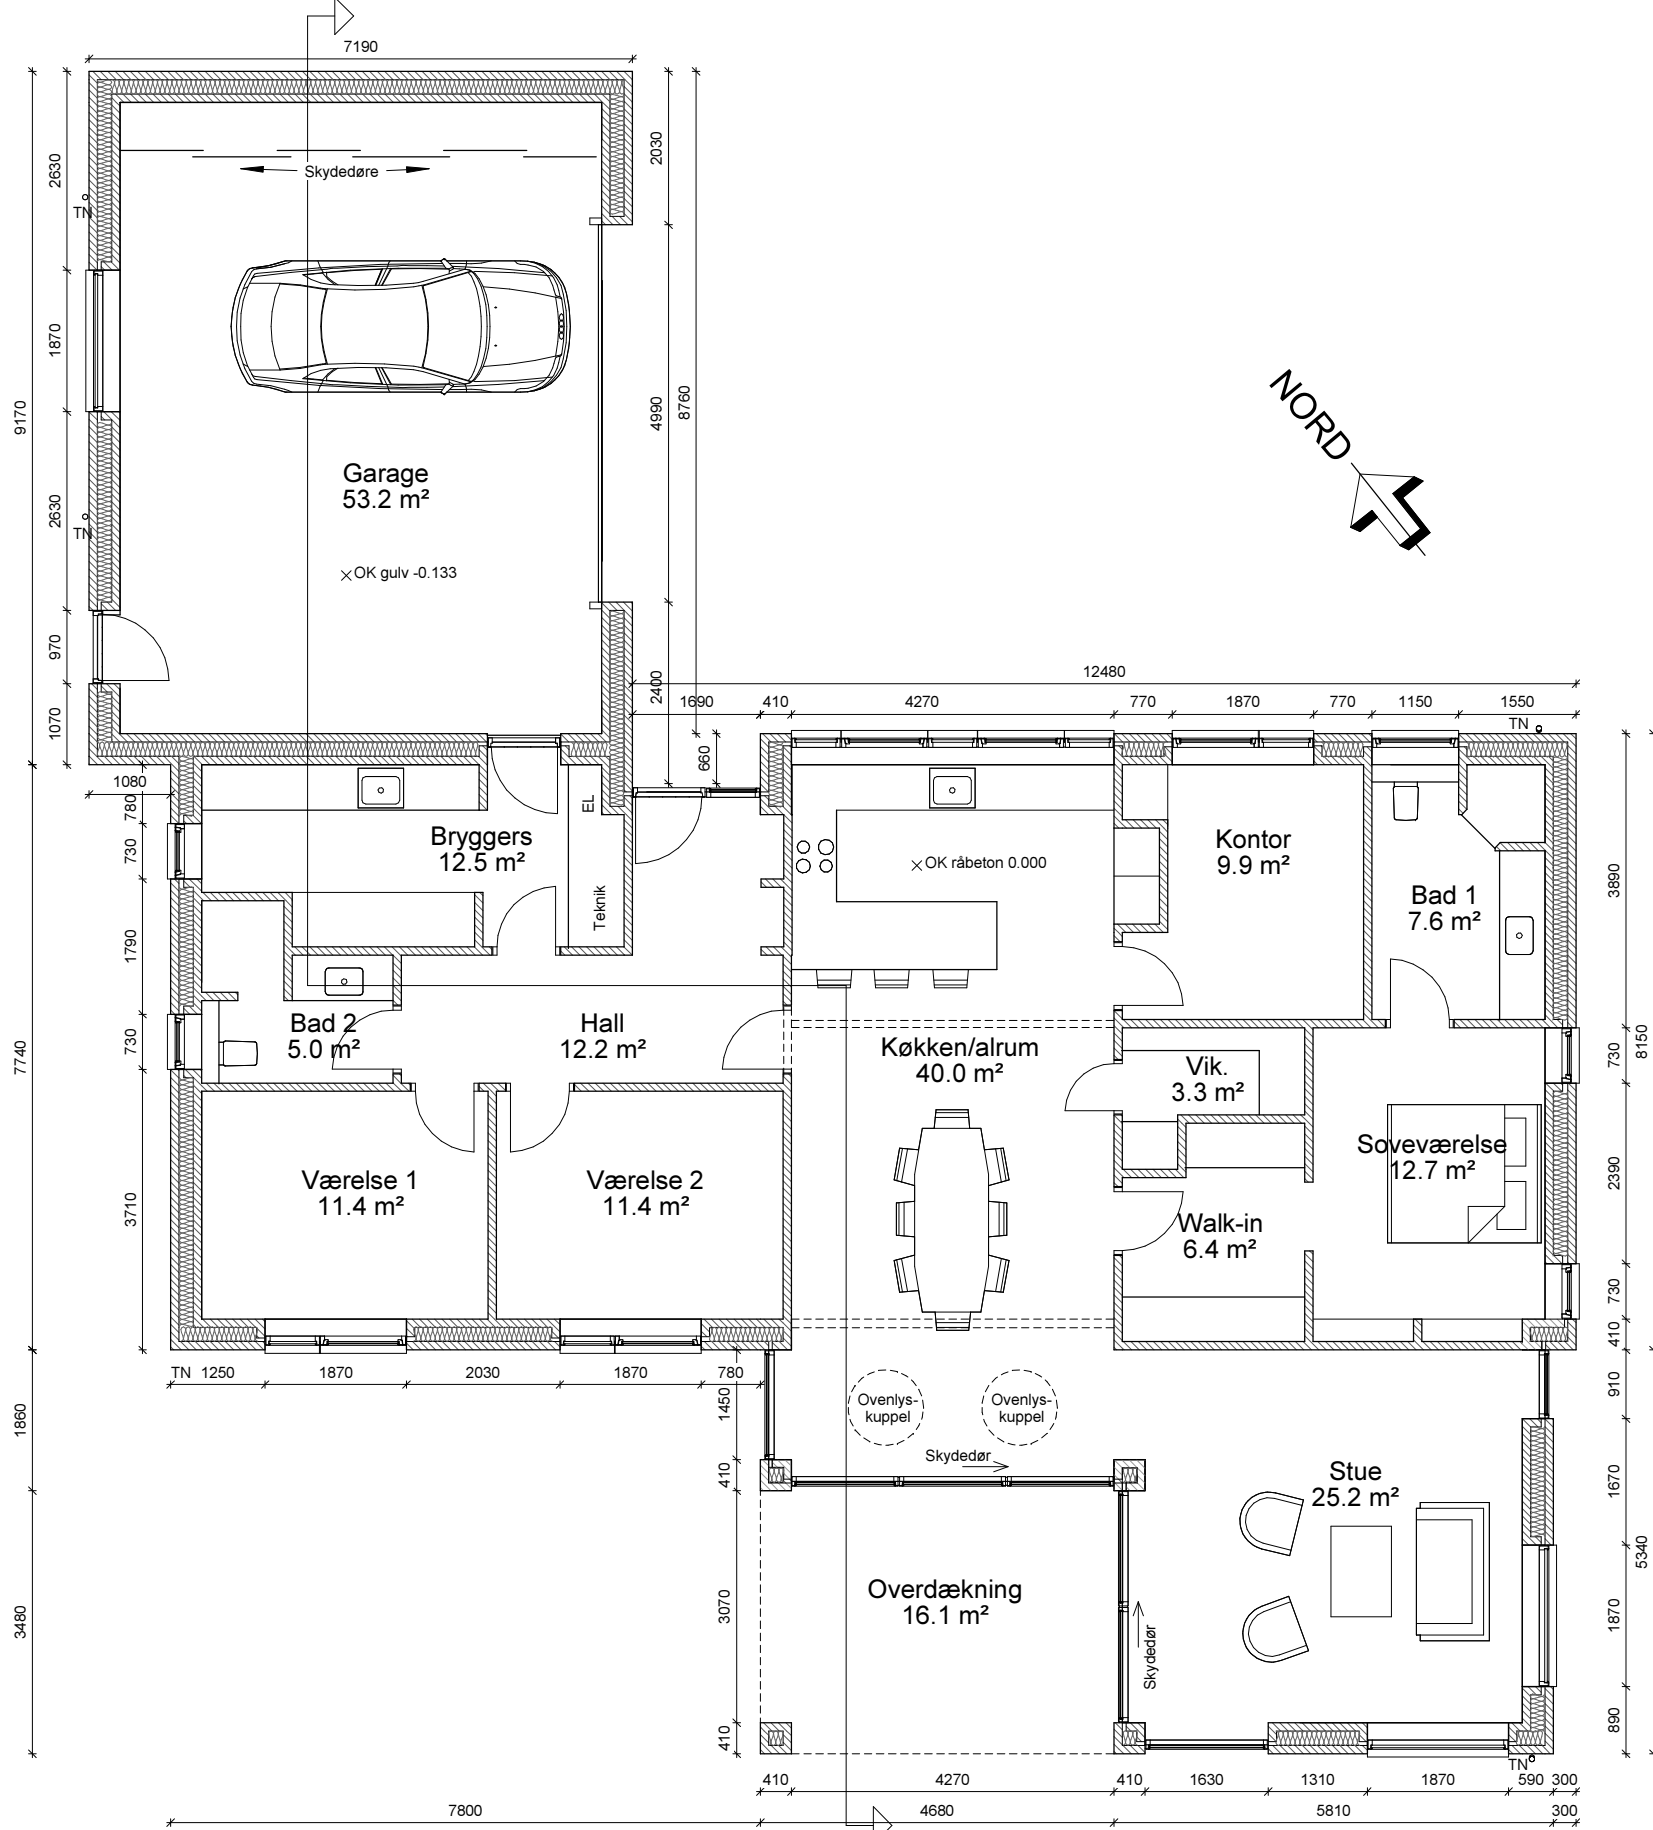 7190
2630
TN
1870
2630
TN
970
1070
9170
Skydedøre
2030
4990
8760
2400
Garage
53.2 m²
OK gulv -0.133
NORD
12480
1690
410
4270
770
1870
770
1150
1550
TN
660
1080
780
730
1790
730
3710
7740
Bryggers
12.5 m²
EL
Teknik
OK råbeton 0.000
Kontor
9.9 m²
Bad 1
7.6 m²
Bad 2
5.0 m²
Hall
12.2 m²
Køkken/alrum
40.0 m²
Vik.
3.3 m²
Soveværelse
12.7 m²
Værelse 1
11.4 m²
Værelse 2
11.4 m²
Walk-in
6.4 m²
3890
730
8150
2390
730
410
TN
1250
1870
2030
1870
780
1860
1450
410
3480
3070
410
Ovenlys-
kuppel
Ovenlys-
kuppel
Skydedør
Stue
25.2 m²
Overdækning
16.1 m²
Skydedør
910
1670
5340
1870
890
TN
410
4270
410
1630
1310
1870
590
300
7800
4680
5810
300